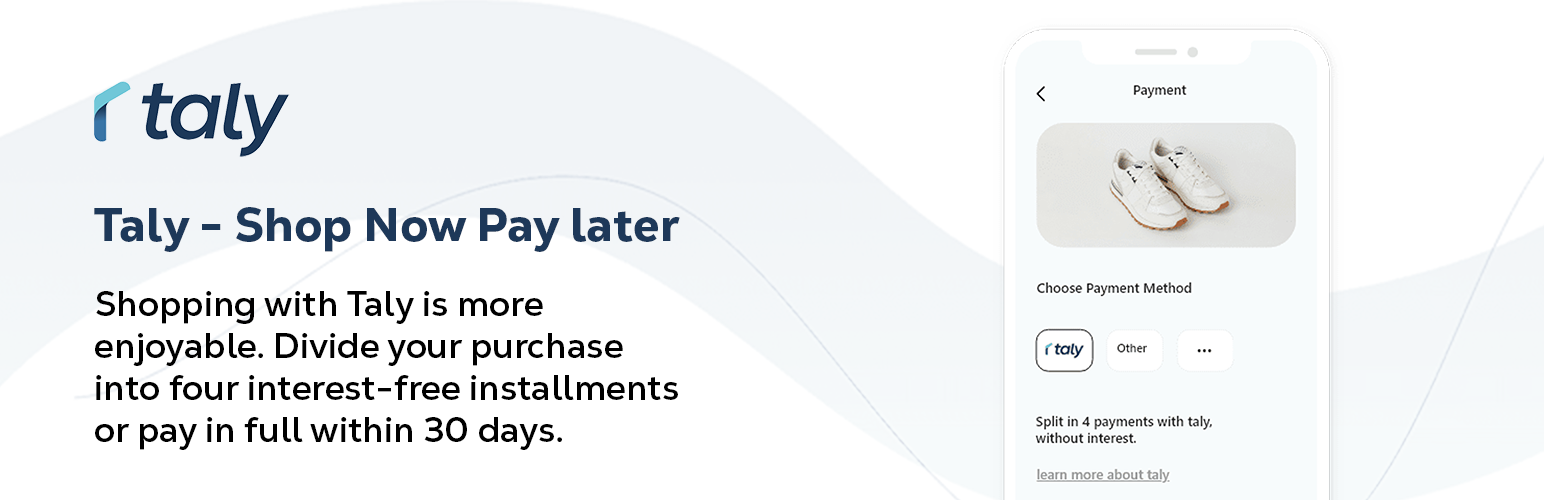 taly
Taly - Shop Now Pay later
Shopping with Taly is more
enjoyable. Divide your purchase
into four interest-free installments
or pay in full within 30 days.
Payment
Choose Payment Method
taly
Other
...
Split in 4 payments with taly,
without interest.
learn more about taly